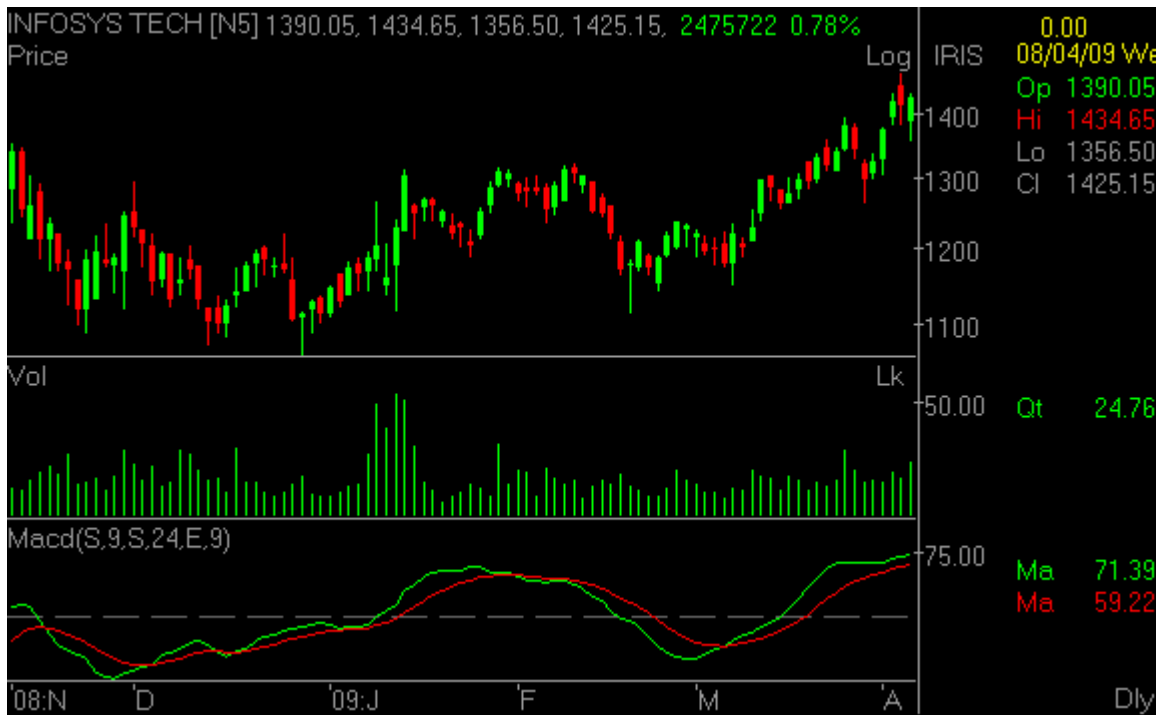 INFOSYS TECH [N5] 1390.05, 1434.65, 1356.50, 1425.15, 2475722 0.78%
0.00
Price
Log
IRIS
08/04/09 We
Op 1390.05
Hi 1434.65
Lo 1356.50
Cl 1425.15
1400
1300
1200
1100
Vol
Lk
50.00
Qt 24.76
Macd(S,9,S,24,E,9)
75.00
Ma 71.39
Ma 59.22
'08:N 'D '09:J 'F 'M 'A
Dly